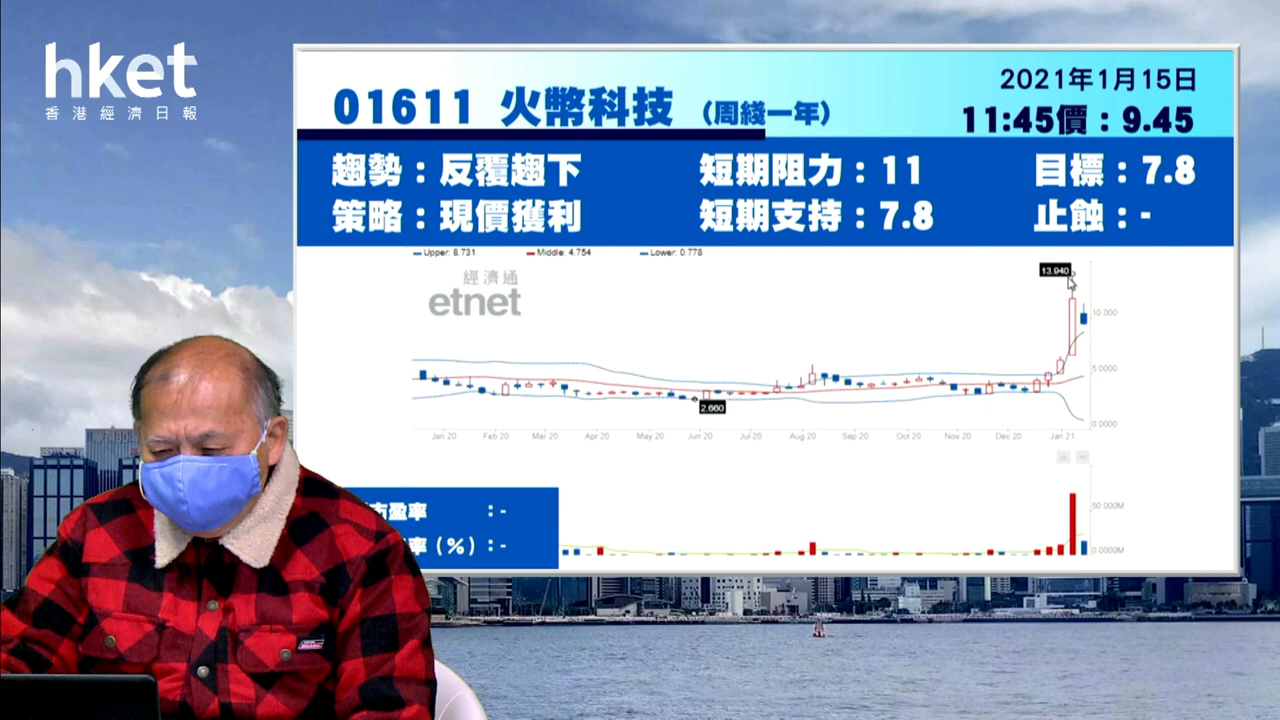 hket
香港經濟日報
01611 火幣科技 (周綫一年)
2021年1月15日
11:45價：9.45
趨勢：反覆趨下
短期阻力：11
目標：7.8
策略：現價獲利
短期支持：7.8
止蝕：-
Upper: 8.731
Middle: 4.754
Lower: 0.778
經濟通
etnet
13.940
10.000
5.0000
2.660
0.0000
Jan 20 Feb 20 Mar 20 Apr 20 May 20 Jun 20 Jul 20 Aug 20 Sep 20 Oct 20 Nov 20 Dec 20 Jan 21
50.000M
0.0000M
市盈率 ：-
率（%）：-